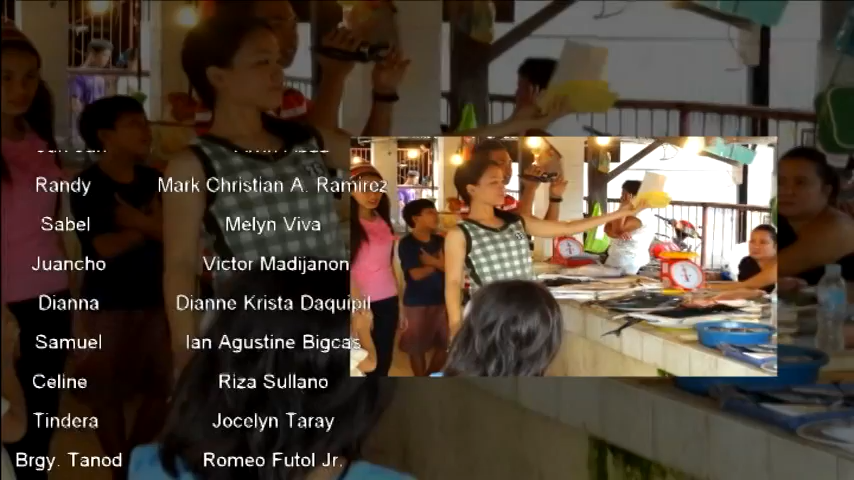 Randy Mark Christian A. Ramirez
Sabel Melyn Viva
Juancho Victor Madijanon
Dianna Dianne Krista Daquipil
Samuel Ian Agustine Bigcas
Celine Riza Sullano
Tindera Jocelyn Taray
Brgy. Tanod Romeo Futol Jr.